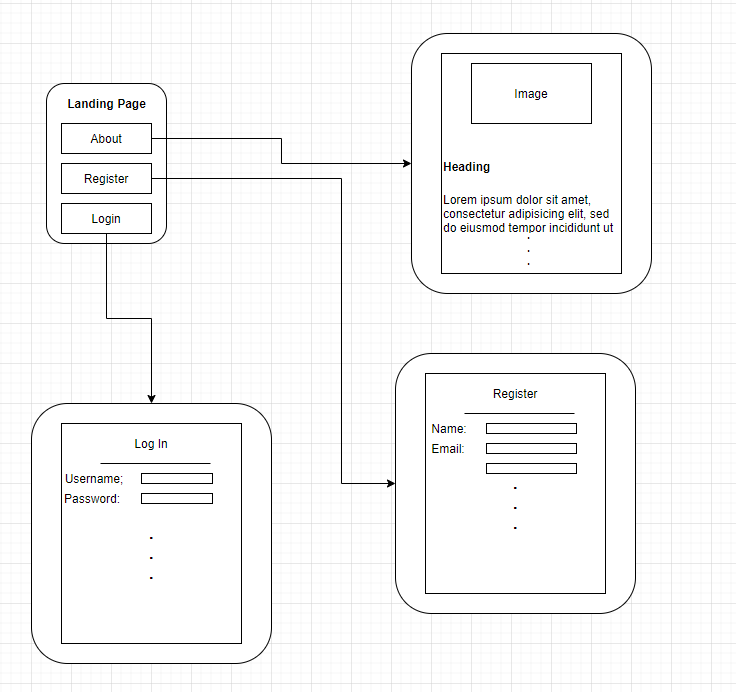 Landing Page
About
Register
Login
Image
Heading
Lorem ipsum dolor sit amet,
consectetur adipisicing elit, sed
do eiusmod tempor incididunt ut
.
.
.
Log In
Username;
Password:
.
.
.
Register
Name:
Email:
.
.
.